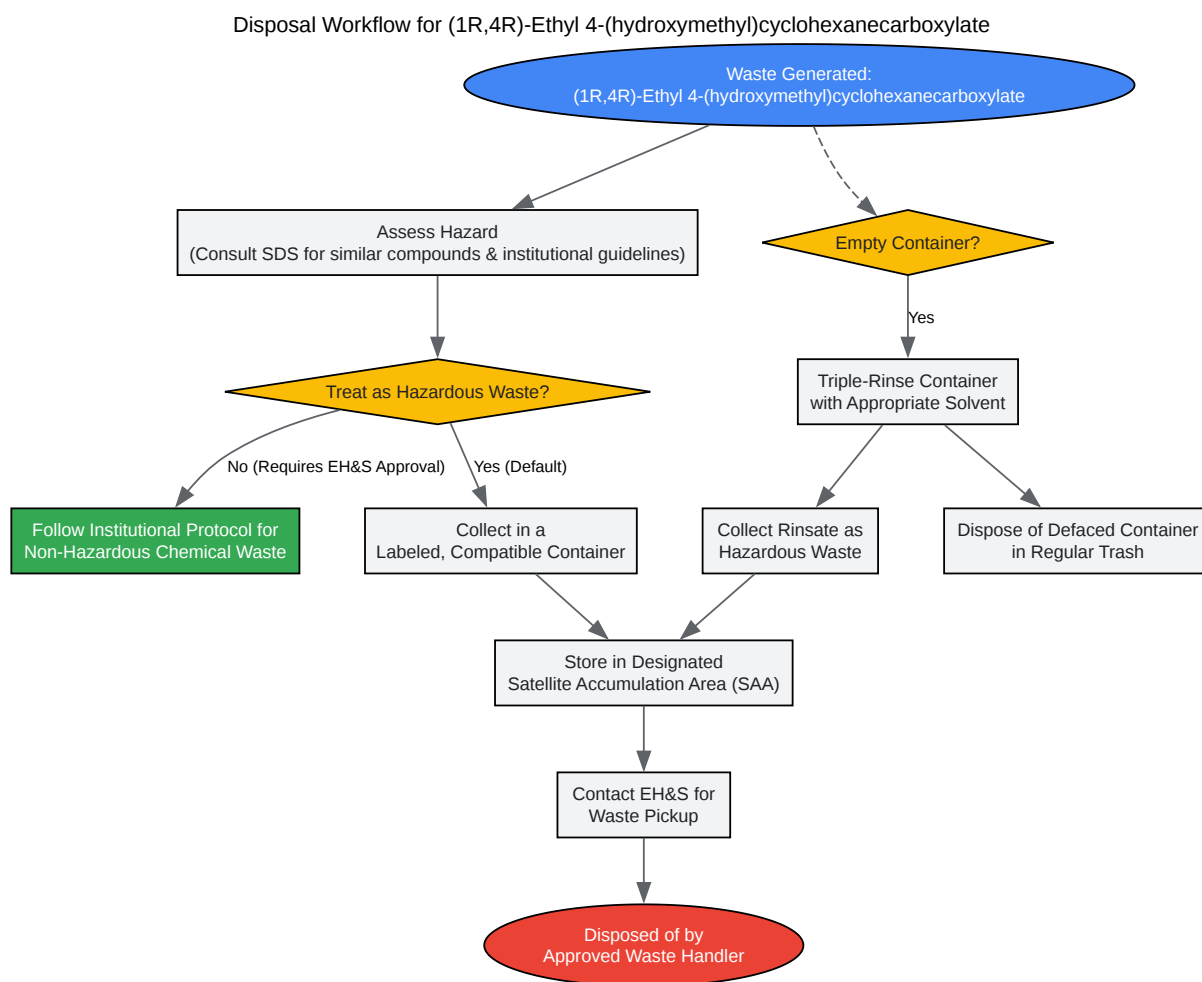 Disposal Workflow for (1R,4R)-Ethyl 4-(hydroxymethyl)cyclohexanecarboxylate
Waste Generated:
(1R,4R)-Ethyl 4-(hydroxymethyl)cyclohexanecarboxylate
Assess Hazard
(Consult SDS for similar compounds & institutional guidelines)
Empty Container?
Yes
Treat as Hazardous Waste?
Triple-Rinse Container
with Appropriate Solvent
No (Requires EH&S Approval)
Yes (Default)
Follow Institutional Protocol for
Non-Hazardous Chemical Waste
Collect in a
Labeled, Compatible Container
Collect Rinsate as
Hazardous Waste
Dispose of Defaced Container
in Regular Trash
Store in Designated
Satellite Accumulation Area (SAA)
Contact EH&S for
Waste Pickup
Disposed of by
Approved Waste Handler